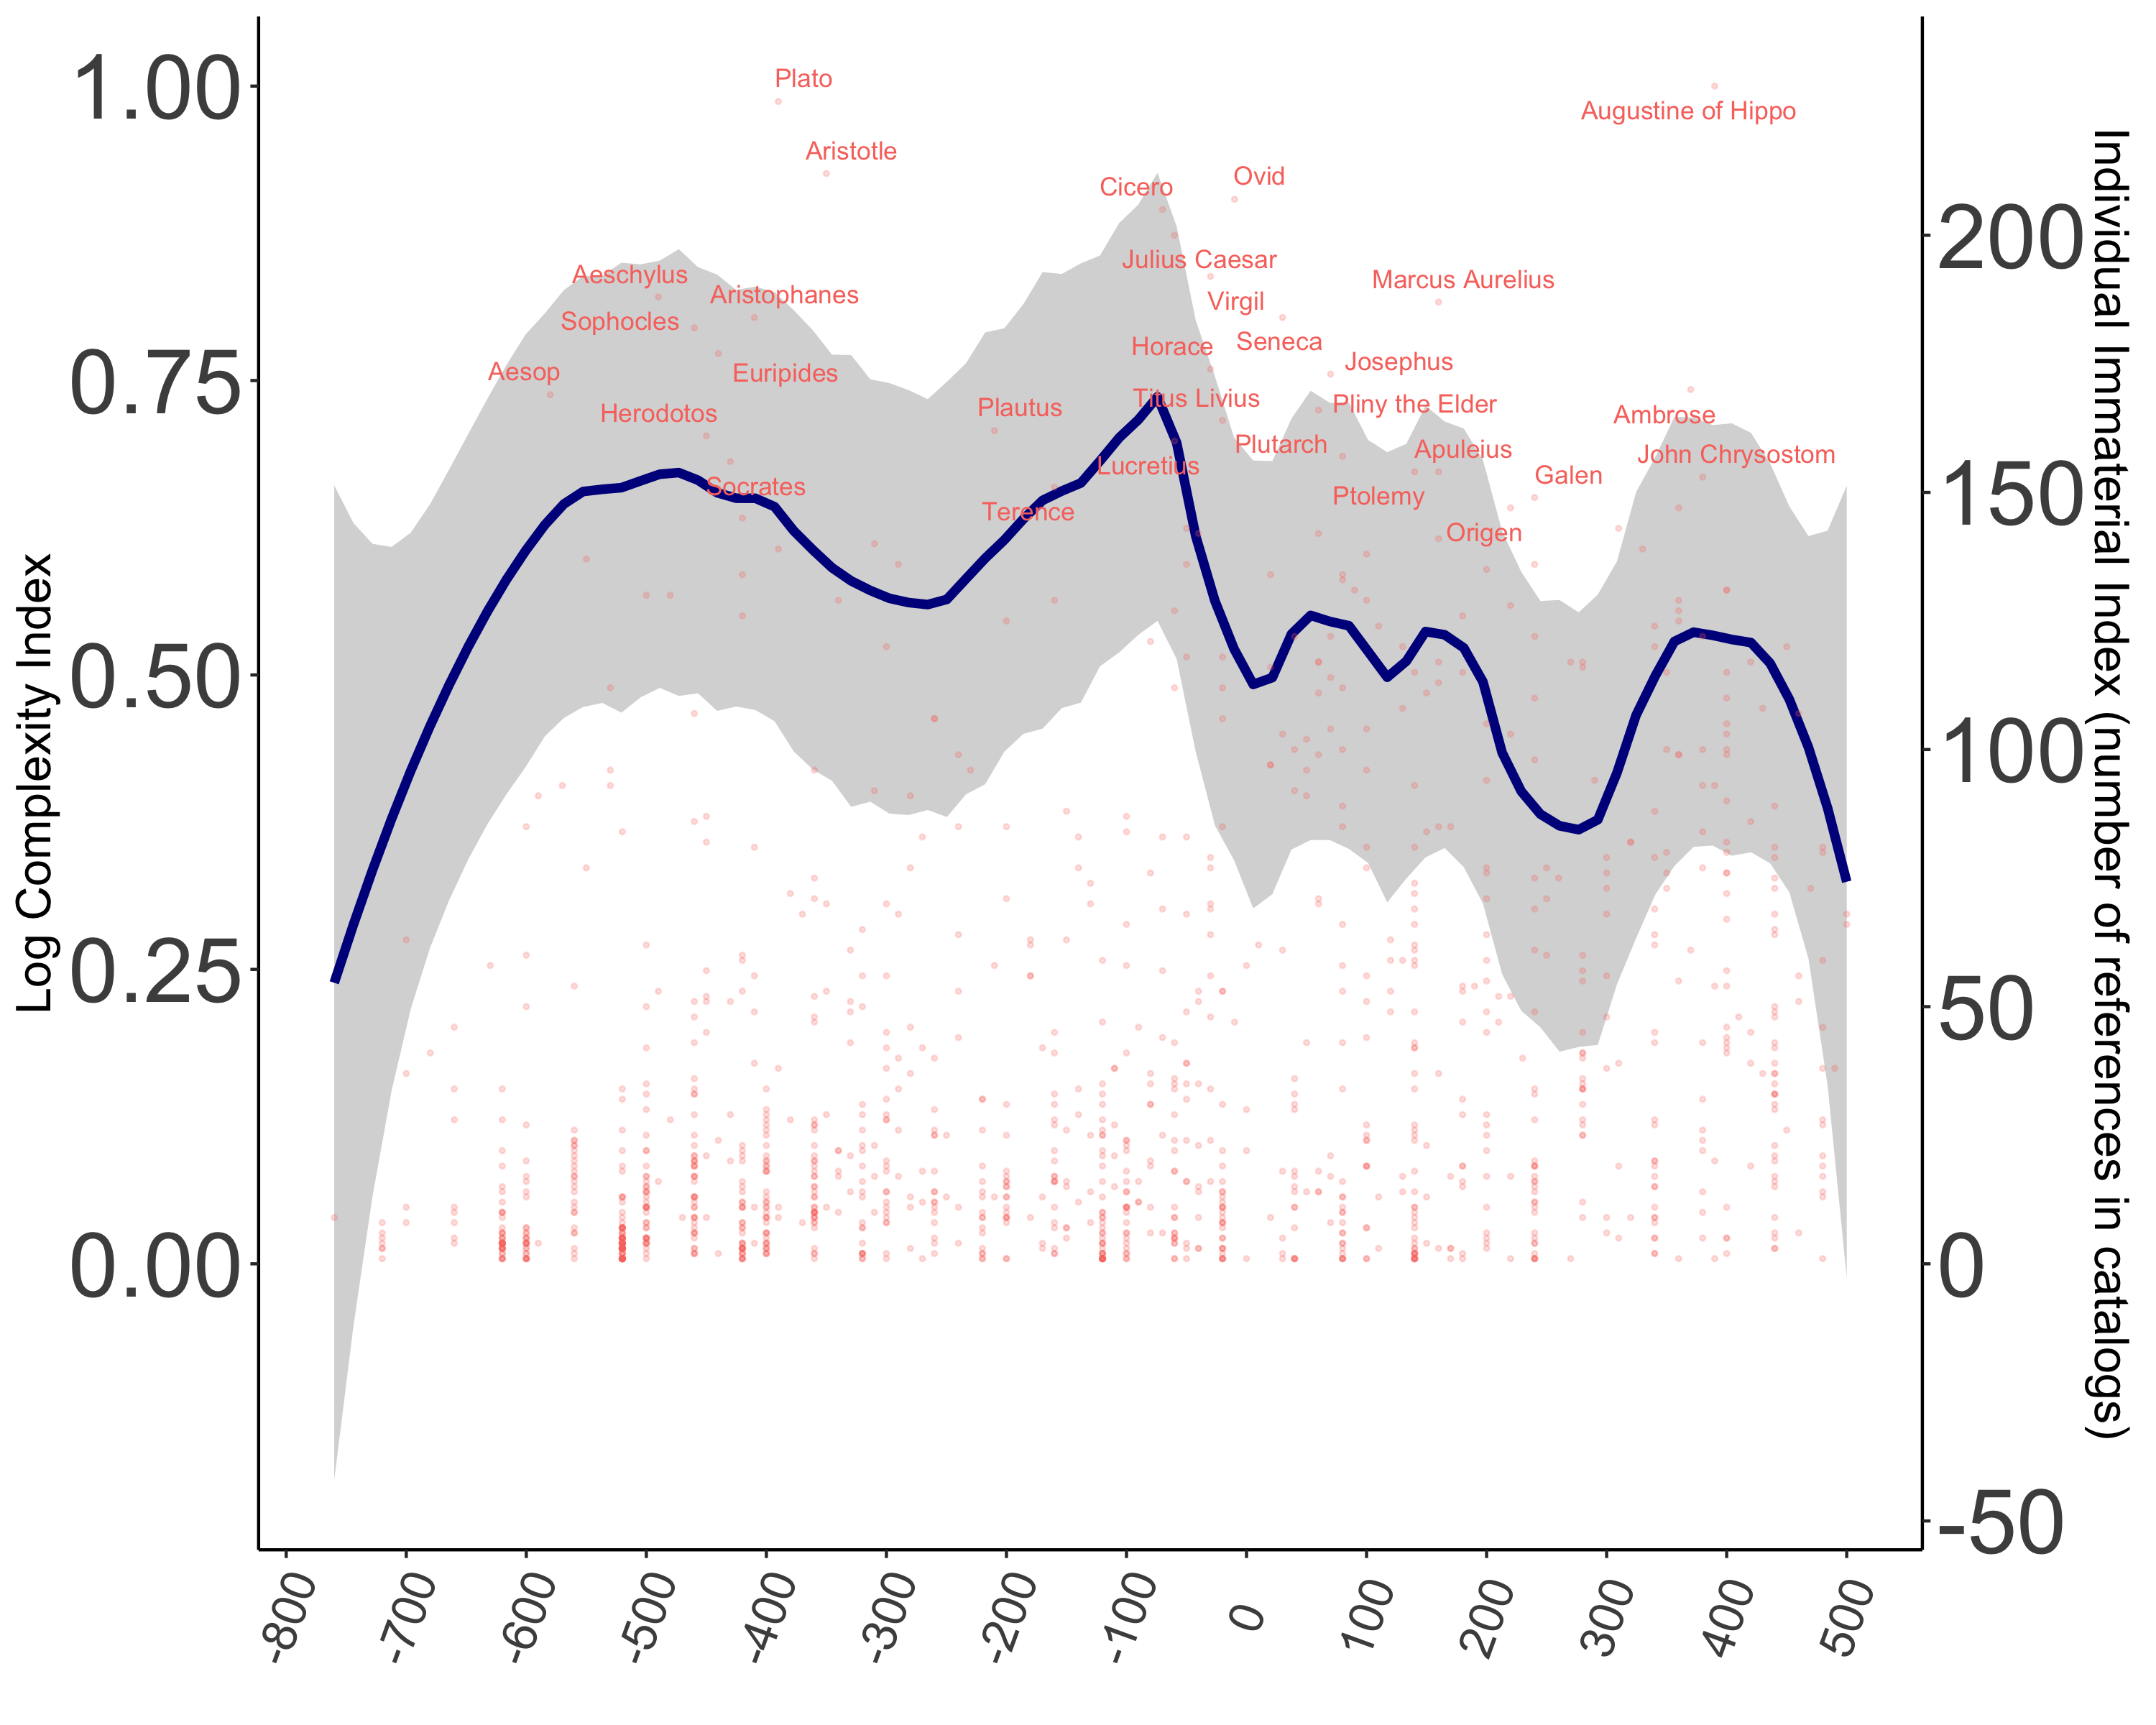 Plato
1.00
Augustine of Hippo
Aristotle
Ovid
Cicero
200
Julius Caesar
Aeschylus
Marcus Aurelius
Aristophanes
Virgil
Sophocles
Seneca
Horace
Josephus
0.75
Aesop
Euripides
Titus Livius
Pliny the Elder
Plautus
Herodotos
Ambrose
Plutarch
Apuleius
John Chrysostom
Lucretius
Galen
Socrates
150
Ptolemy
Terence
Origen
0.50
100
0.25
50
0.00
0
-50
Log Complexity Index
Individual Immaterial Index (number of references in cataloggs)
-800
-700
-600
-500
-400
-300
-200
-100
0
100
200
300
400
500